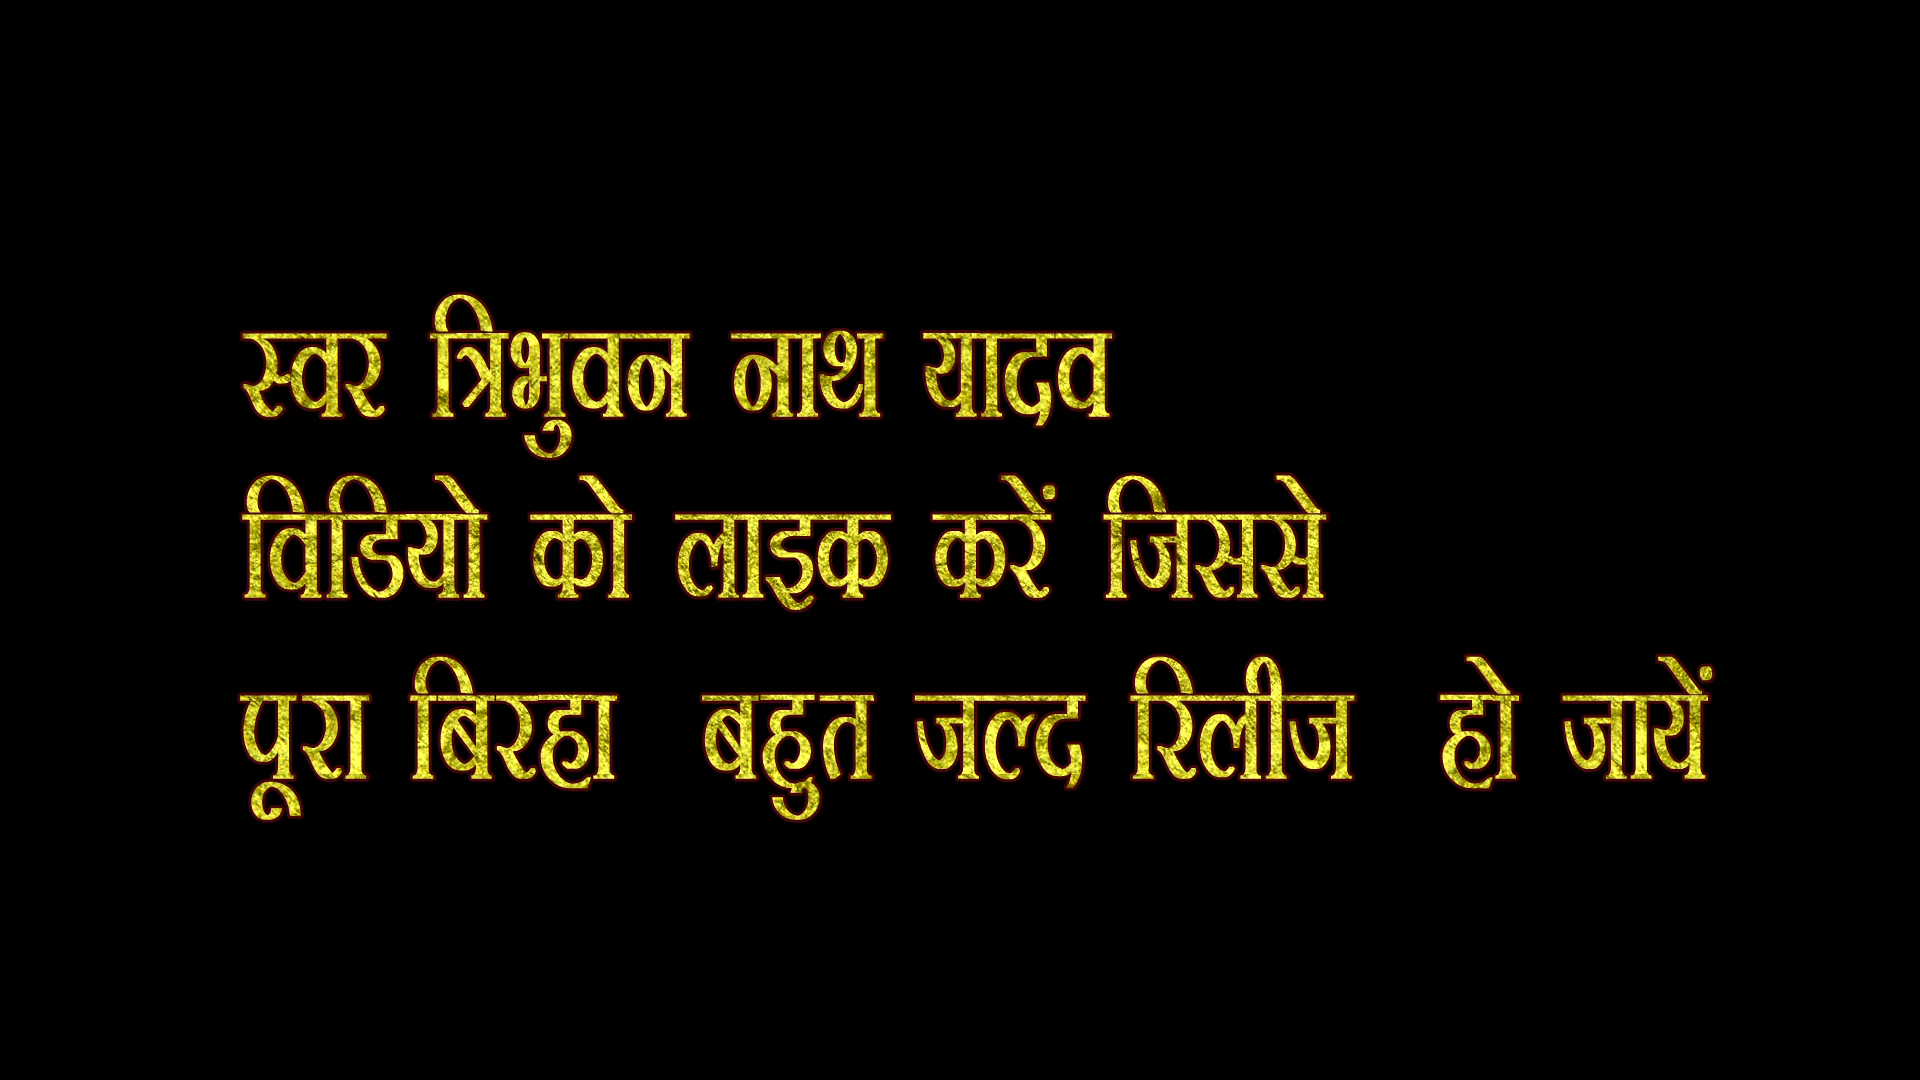 स्वर त्रिभुवन नाथ यादव
विडियो को लाइक करें जिससे
पूरा बिरहा बहुत जल्द रिलीज हो जायें